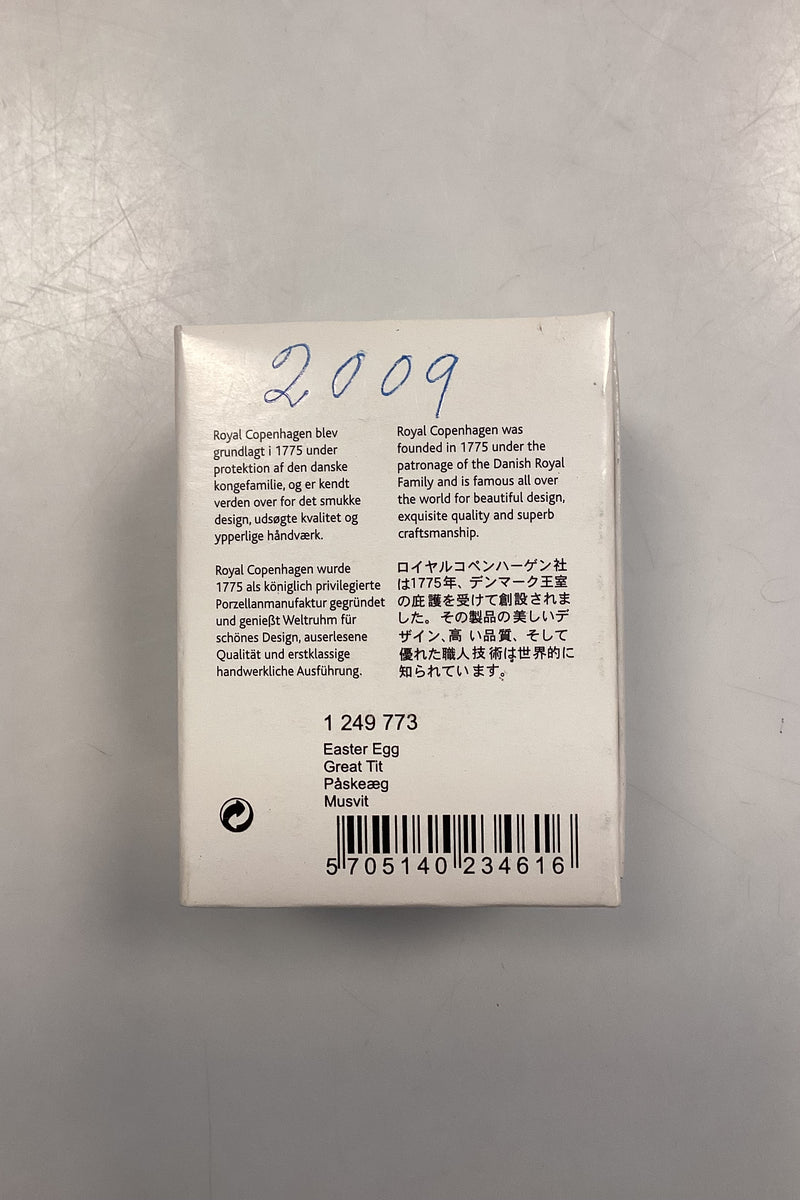 2009
Royal Copenhagen blev
grundlagt i 1775 under
protektion af den danske
kongefamilie, og er kendt
verden over for det smukke
design, udsøgte kvalitet og
ypperlige håndværk.
Royal Copenhagen was
founded in 1775 under the
patronage of the Danish Royal
Family and is famous all over
the world for beautiful design,
exquisite quality and superb
craftsmanship.
Royal Copenhagen wurde
1775 als königlich privilegierte
Porzellanmanufaktur gegründet
und genießt Weltruhm für
schönes Design, auserlesene
Qualität und erstklassige
handwerkliche Ausführung.
ロイヤルコペンハーゲン社
は1775年、デンマーク王室
の庇護を受けて創設されま
した。その製品の美しいデ
ザイン、高い品質、そして
優れた職人技術は世界的に
知られています。
1 249 773
Easter Egg
Great Tit
Påskeæg
Musvit
5 705140 234616